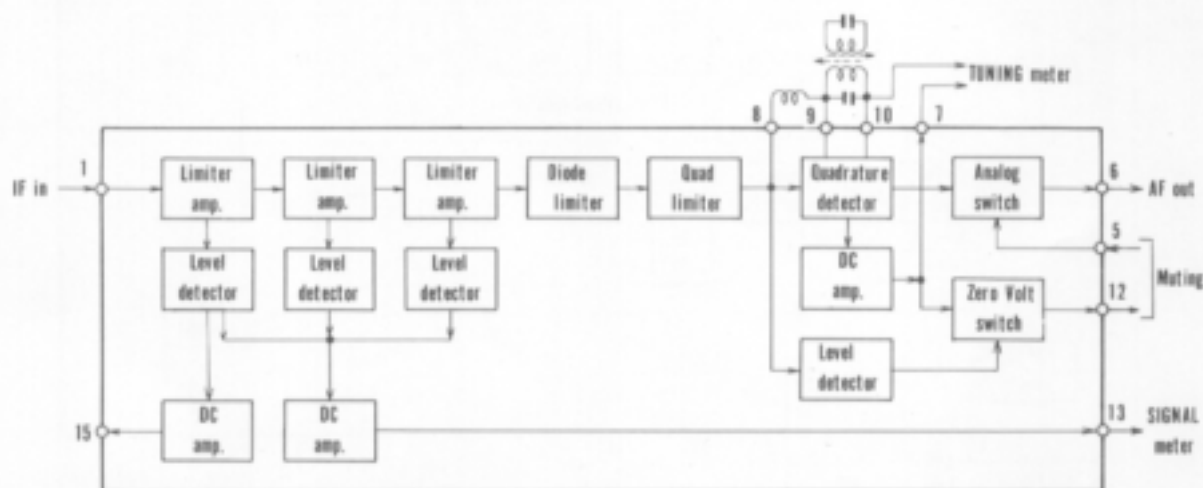 TUNING meter
8
9
10
7
1
IF in
Limiter
amp.
Limiter
amp.
Limiter
amp.
Diode
limiter
Quad
limiter
Quadrature
detector
Analog
switch
6
AF out
5
Level
detector
Level
detector
Level
detector
DC
amp.
Zero Volt
switch
12
Muting
Level
detector
15
DC
amp.
DC
amp.
13
SIGNAL
meter